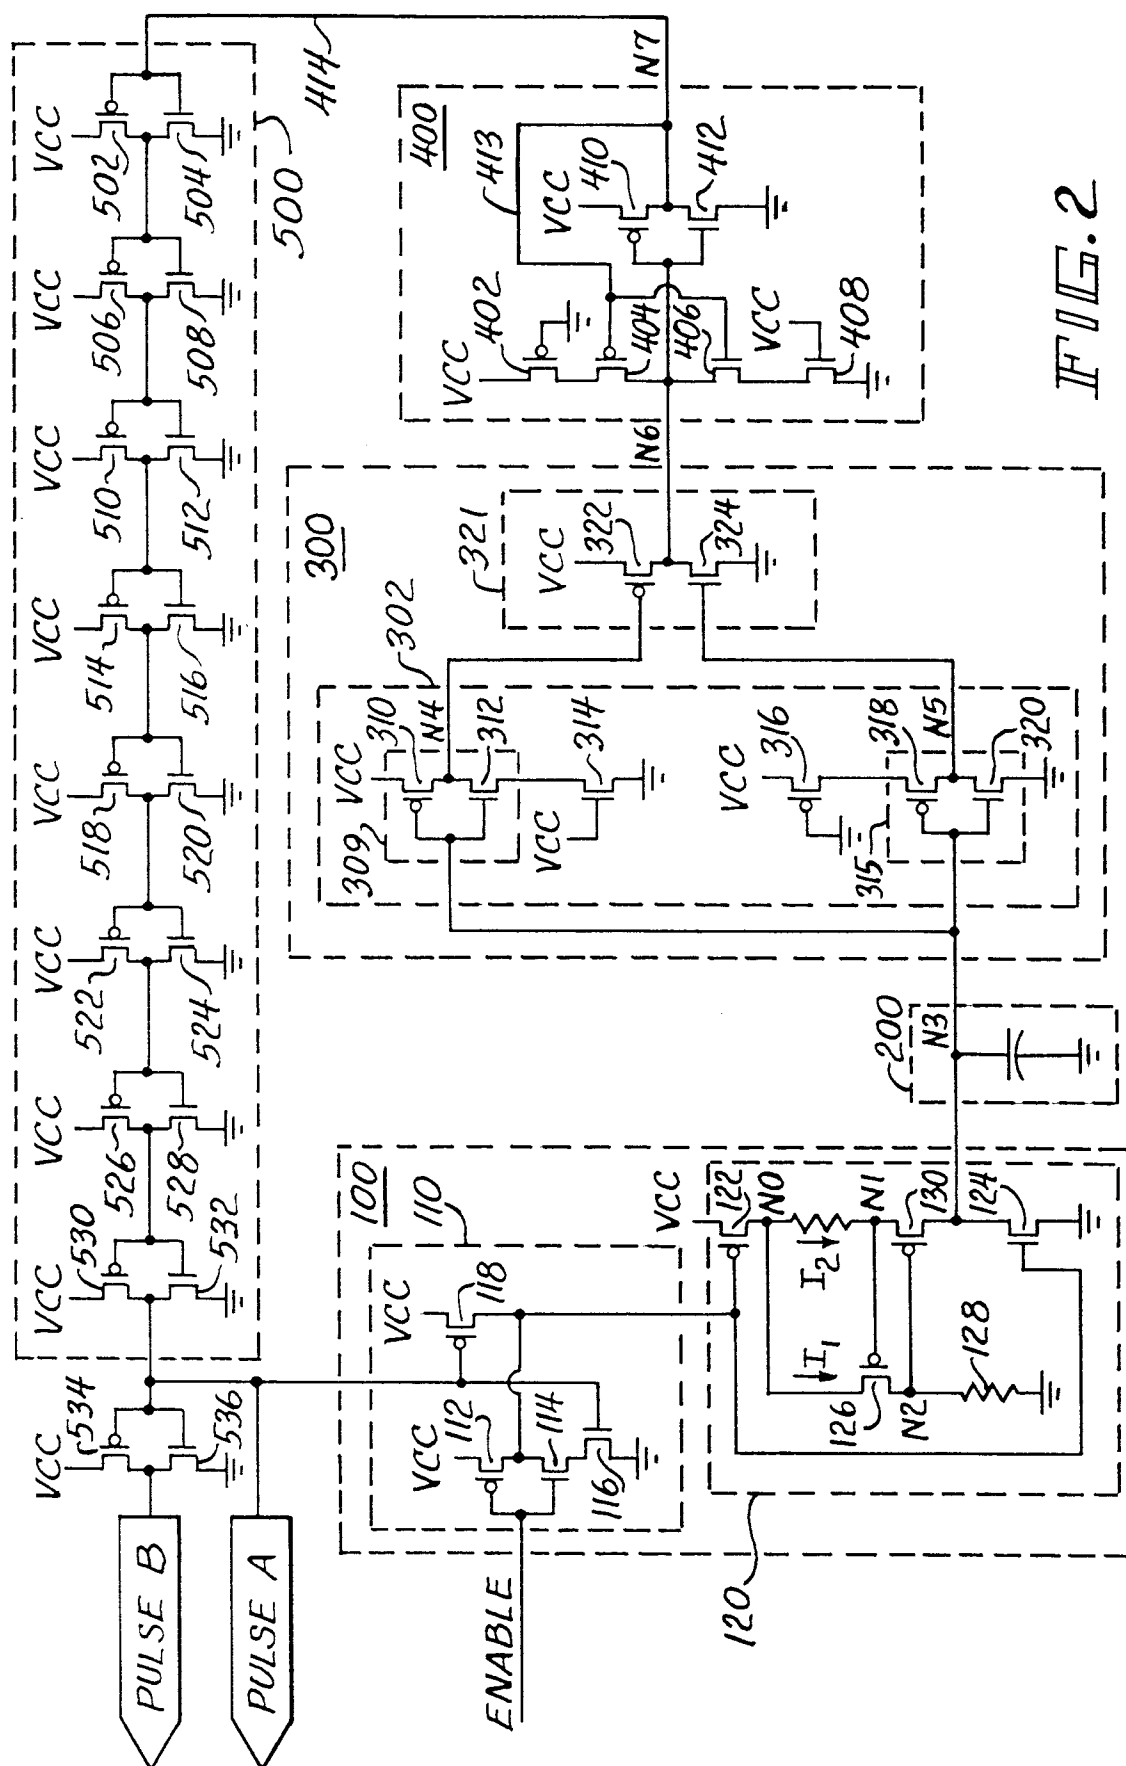 VCC
534
536
PULSE B
PULSE A
VCC
530
532
VCC
526
528
VCC
522
524
VCC
518
520
VCC
514
516
VCC
510
512
VCC
506
508
VCC
502
504
500
414
ENABLE
100
110
VCC
112
114
116
VCC
118
120
VCC
122
N0
I1
I2
N1
126
N2
128
130
124
200
N3
300
302
VCC
309
310
N4
312
VCC
314
VCC
316
315
318
N5
320
321
VCC
322
324
N6
400
VCC
402
404
406
VCC
408
413
VCC
410
412
N7
FIG. 2